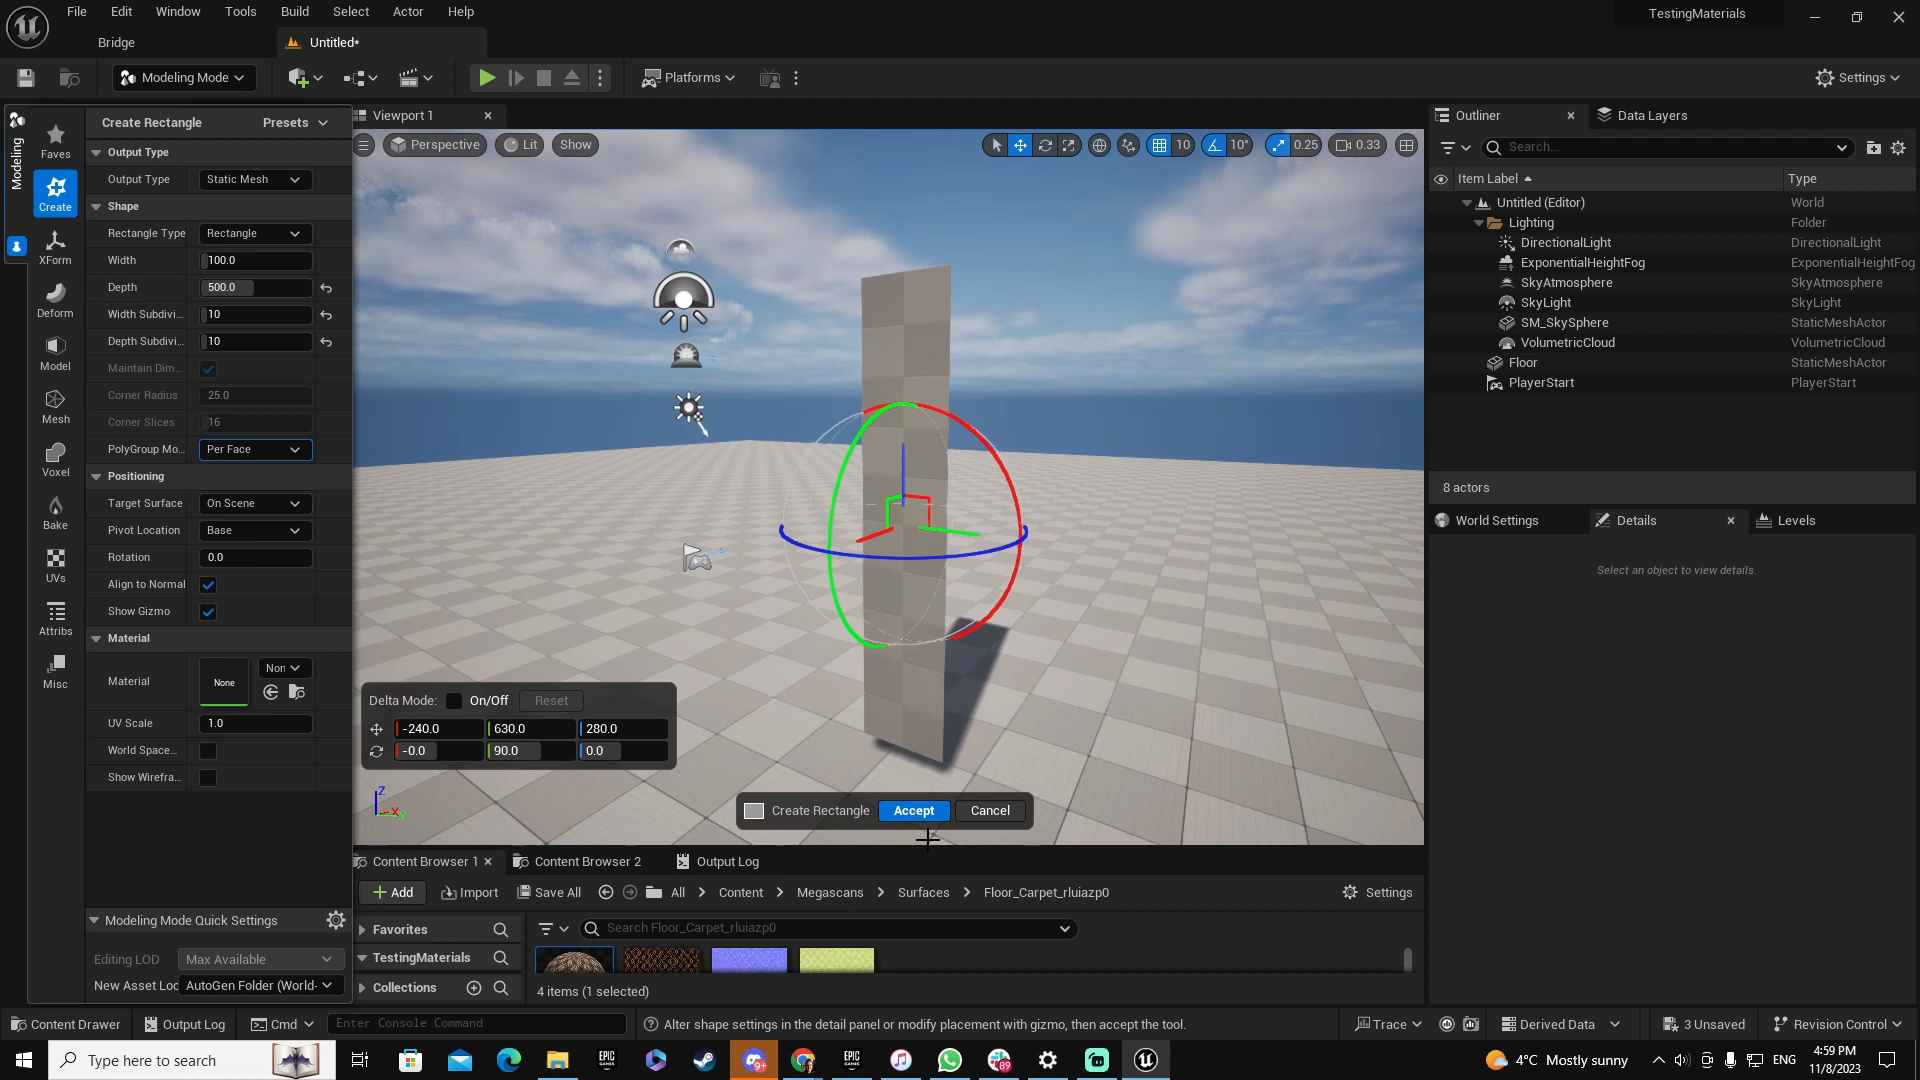 File Edit Window Tools Build Select Actor Help
TestingMaterials
Bridge
Untitled*
Modeling Mode
Platforms
Settings
Modeling
Faves
Create
XForm
Deform
Model
Mesh
Voxel
Bake
UVs
Attribs
Misc
Create Rectangle Presets
Output Type
Output Type Static Mesh
Shape
Rectangle Type Rectangle
Width 100.0
Depth 500.0
Width Subdivi... 10
Depth Subdivi... 10
Maintain Dim...
Corner Radius 25.0
Corner Slices 16
PolyGroup Mo... Per Face
Positioning
Target Surface On Scene
Pivot Location Base
Rotation 0.0
Align to Normal
Show Gizmo
Material
Material None Non
UV Scale 1.0
World Space...
Show Wirefra...
Modeling Mode Quick Settings
Editing LOD Max Available
New Asset Loc AutoGen Folder (World-
Viewport 1
Perspective Lit Show
10 10° 0.25 0.33
Delta Mode: On/Off Reset
-240.0 630.0 280.0
-0.0 90.0 0.0
Z X Y
Create Rectangle Accept Cancel
Content Browser 1 Content Browser 2 Output Log
Add Import Save All All Content Megascans Surfaces Floor_Carpet_rluiazp0 Settings
Favorites
Search Floor_Carpet_rluiazp0
TestingMaterials
Collections
4 items (1 selected)
Outliner Data Layers
Search...
Item Label Type
Untitled (Editor) World
Lighting Folder
DirectionalLight DirectionalLight
ExponentialHeightFog ExponentialHeightFog
SkyAtmosphere SkyAtmosphere
SkyLight SkyLight
SM_SkySphere StaticMeshActor
VolumetricCloud VolumetricCloud
Floor StaticMeshActor
PlayerStart PlayerStart
8 actors
World Settings Details Levels
Select an object to view details.
Content Drawer Output Log Cmd Enter Console Command Alter shape settings in the detail panel or modify placement with gizmo, then accept the tool. Trace Derived Data 3 Unsaved Revision Control
Type here to search
EPIC GAMES
9+
EPIC GAMES
89
4°C Mostly sunny
ENG
4:59 PM
11/8/2023